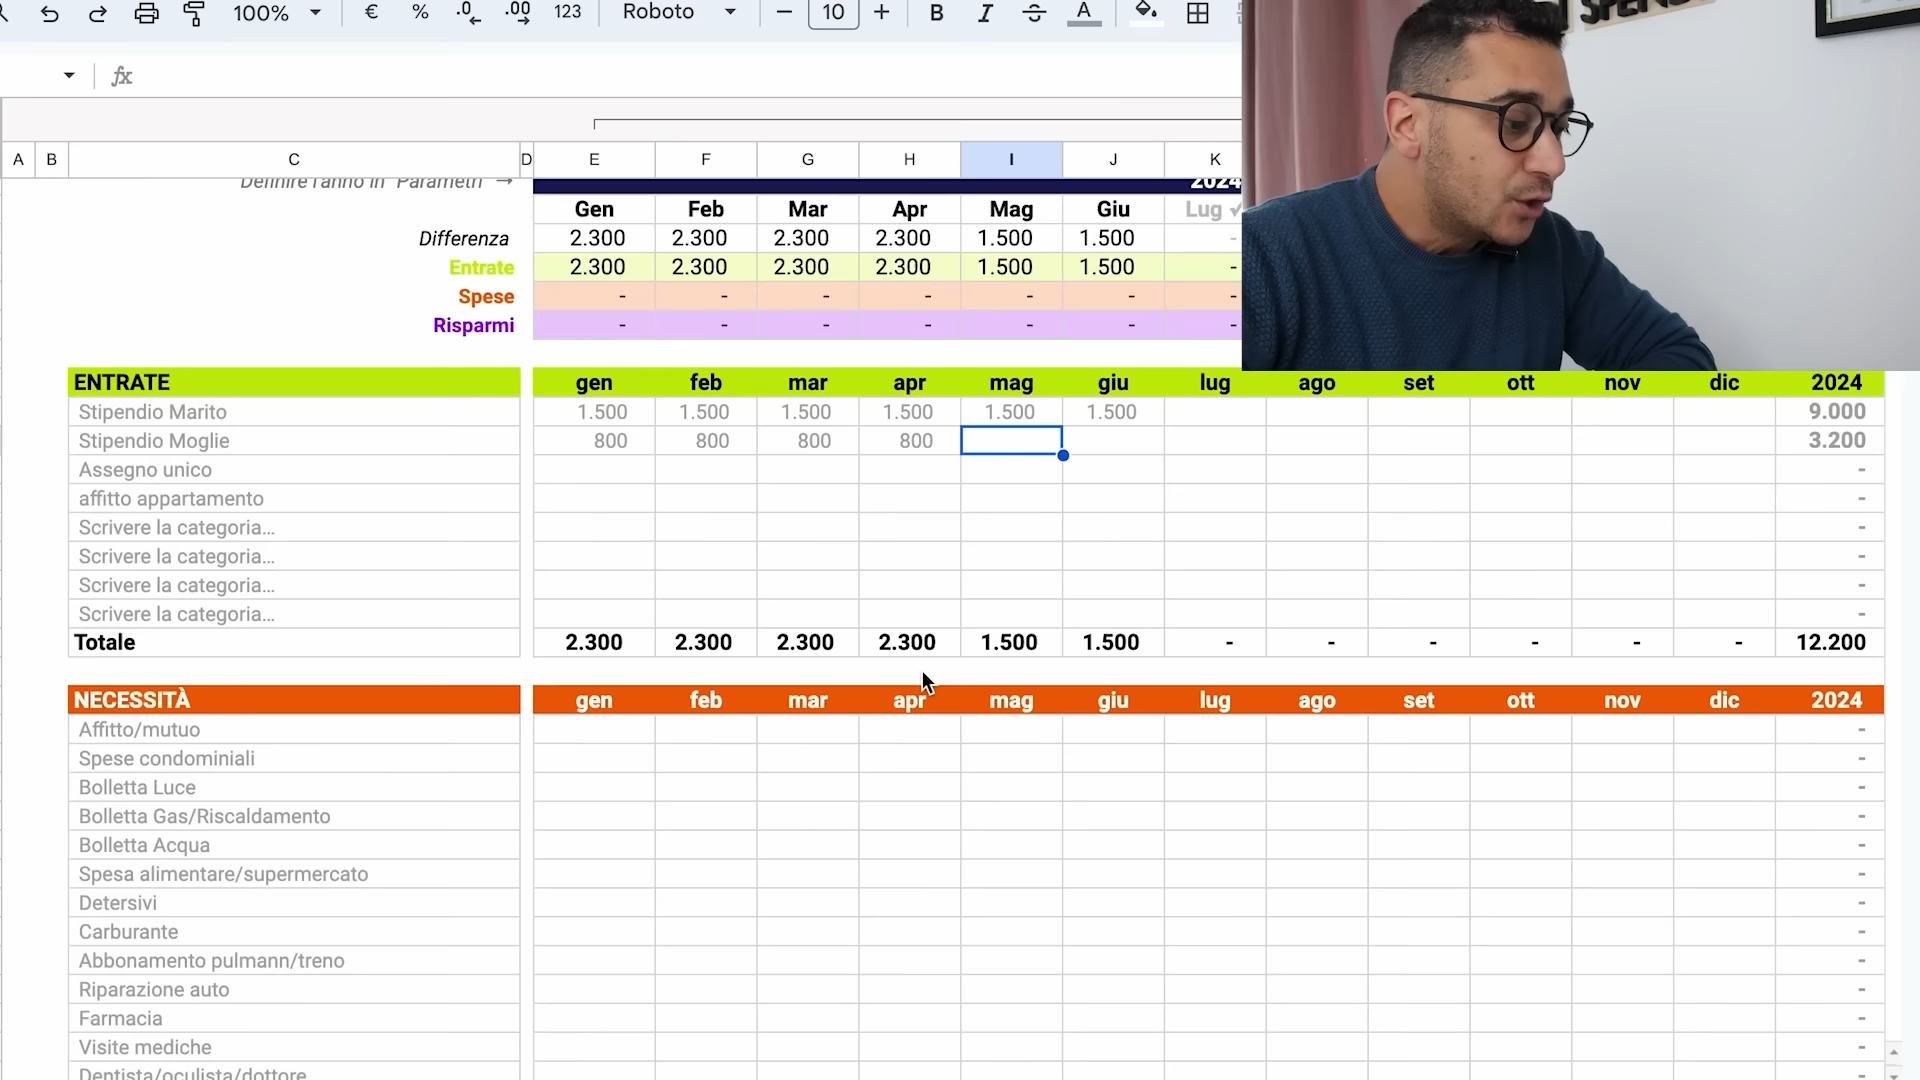 100% € % .0 .00 123 Roboto 10 B I A
fx
A B C D E F G H I J K
Definire l'anno in "Parametri" → 2024
Gen Feb Mar Apr Mag Giu Lug ✓
Differenza 2.300 2.300 2.300 2.300 1.500 1.500 -
Entrate 2.300 2.300 2.300 2.300 1.500 1.500 -
Spese - - - - - - -
Risparmi - - - - - - -
ENTRATE gen feb mar apr mag giu lug ago set ott nov dic 2024
Stipendio Marito 1.500 1.500 1.500 1.500 1.500 1.500 9.000
Stipendio Moglie 800 800 800 800 3.200
Assegno unico -
affitto appartamento -
Scrivere la categoria... -
Scrivere la categoria... -
Scrivere la categoria... -
Scrivere la categoria... -
Totale 2.300 2.300 2.300 2.300 1.500 1.500 - - - - - - 12.200
NECESSITÀ gen feb mar apr mag giu lug ago set ott nov dic 2024
Affitto/mutuo -
Spese condominiali -
Bolletta Luce -
Bolletta Gas/Riscaldamento -
Bolletta Acqua -
Spesa alimentare/supermercato -
Detersivi -
Carburante -
Abbonamento pulmann/treno -
Riparazione auto -
Farmacia -
Visite mediche -
Dentista/oculista/dottore -